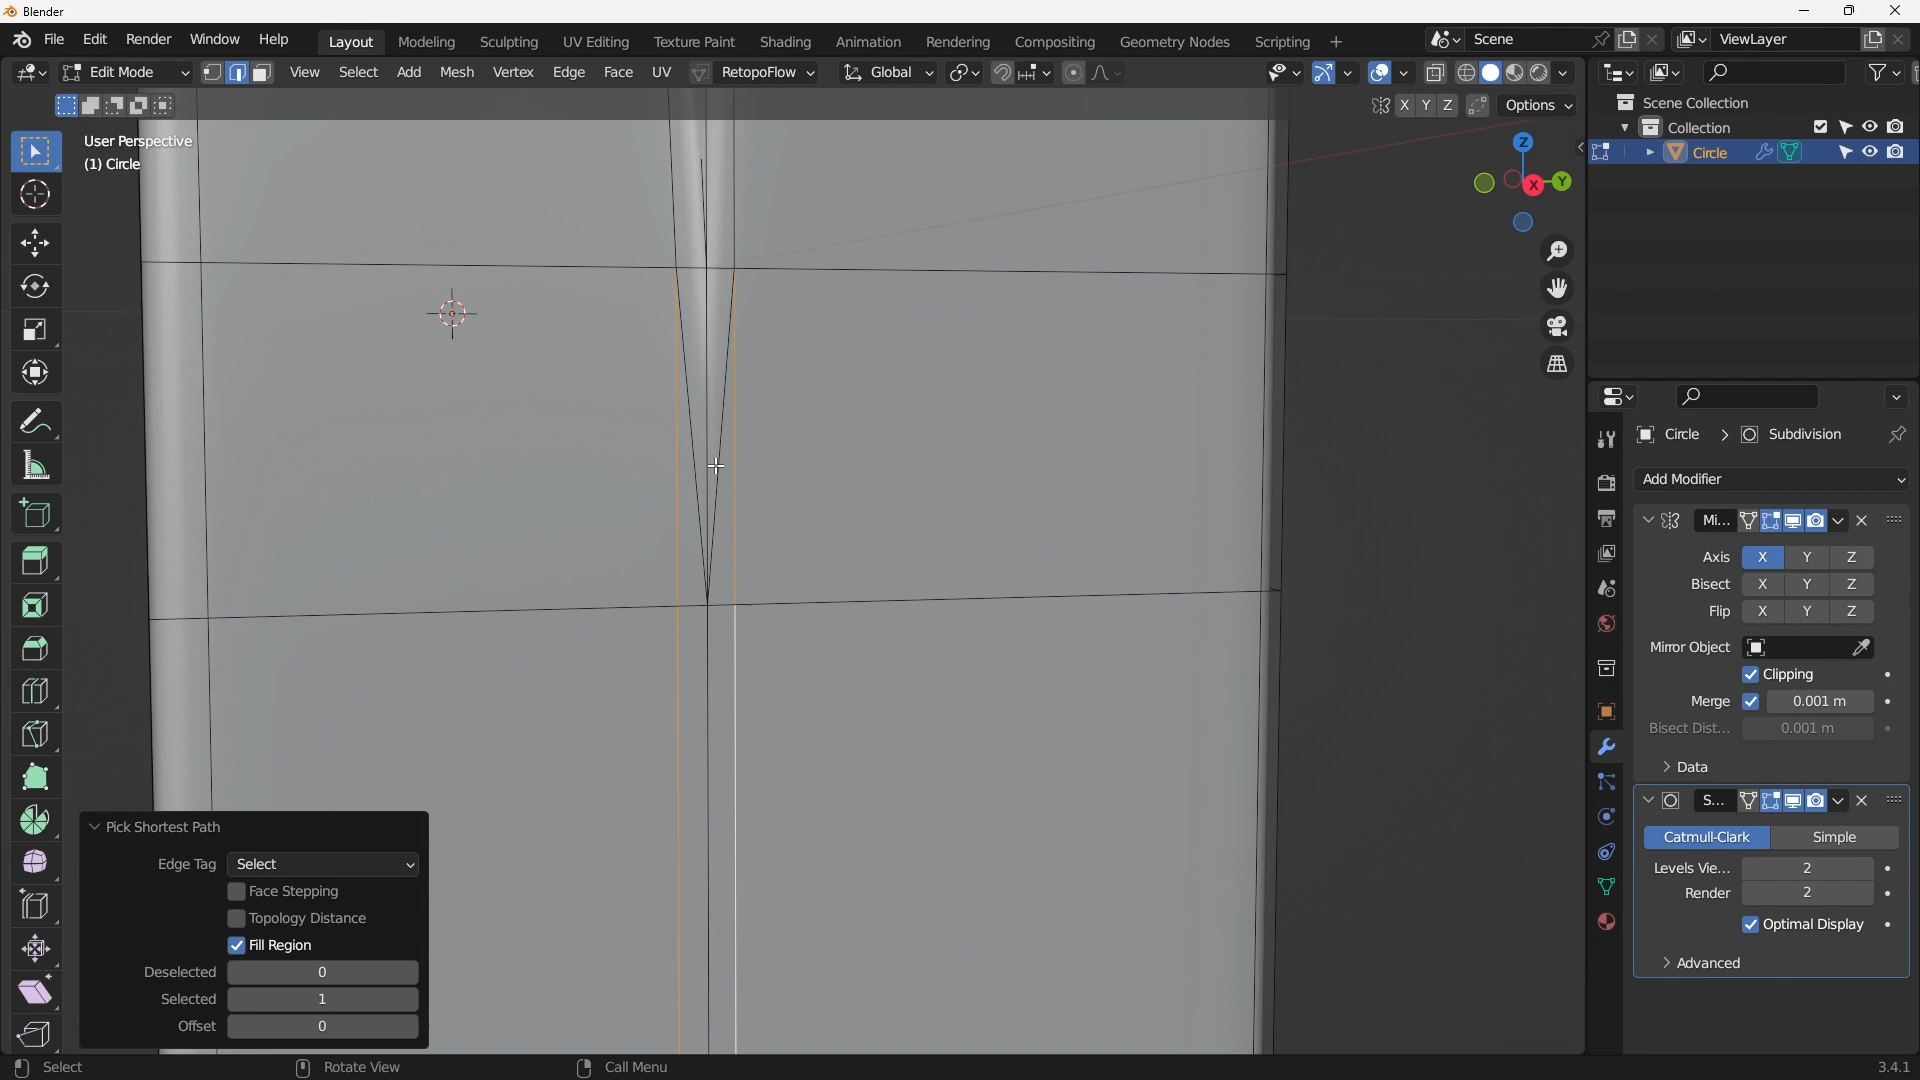 Blender
File Edit Render Window Help Layout Modeling Sculpting UV Editing Texture Paint Shading Animation Rendering Compositing Geometry Nodes Scripting + Scene ViewLayer
Edit Mode View Select Add Mesh Vertex Edge Face UV RetopoFlow Global
X Y Z Options
User Perspective
(1) Circle
Z
X
Y
Scene Collection
Collection
Circle
Circle > Subdivision
Add Modifier
Mi...
Axis X Y Z
Bisect X Y Z
Flip X Y Z
Mirror Object
Clipping
Merge 0.001 m
Bisect Dist... 0.001 m
Data
S...
Catmull-Clark Simple
Levels Vie... 2
Render 2
Optimal Display
Advanced
Pick Shortest Path
Edge Tag Select
Face Stepping
Topology Distance
Fill Region
Deselected 0
Selected 1
Offset 0
Select Rotate View Call Menu 3.4.1